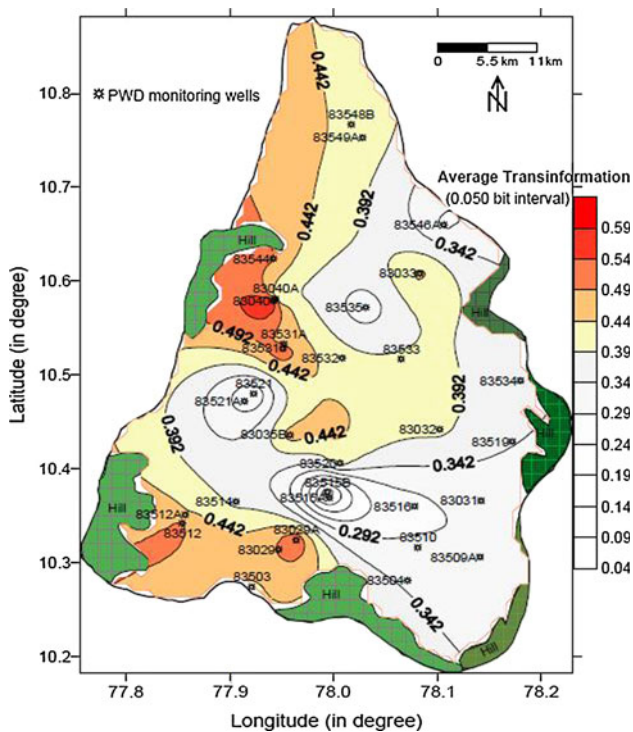 0 5.5 km 11km
N
PWD monitoring wells
Average Transinformation
(0.050 bit interval)
0.59
0.54
0.49
0.44
0.39
0.34
0.29
0.24
0.19
0.14
0.09
0.04
Latitude (in degree)
10.8
10.7
10.6
10.5
10.4
10.3
10.2
0.442
83548B
83549A
0.442
0.392
83546A
0.342
Hill
83544
83033
83040A
83535
Hill
0.492
83531A
83531
0.442
83532
83533
0.392
83534
83521
83521A
0.392
83035B
0.442
83032
83519
Hill
83520
0.342
Hill
83515B
83514
83512A
83516
83031
83512
0.442
83029A
0.292
83510
83029
83509A
83503
83504
Hill
0.342
Hill
77.8 77.9 78.0 78.1 78.2
Longitude (in degree)